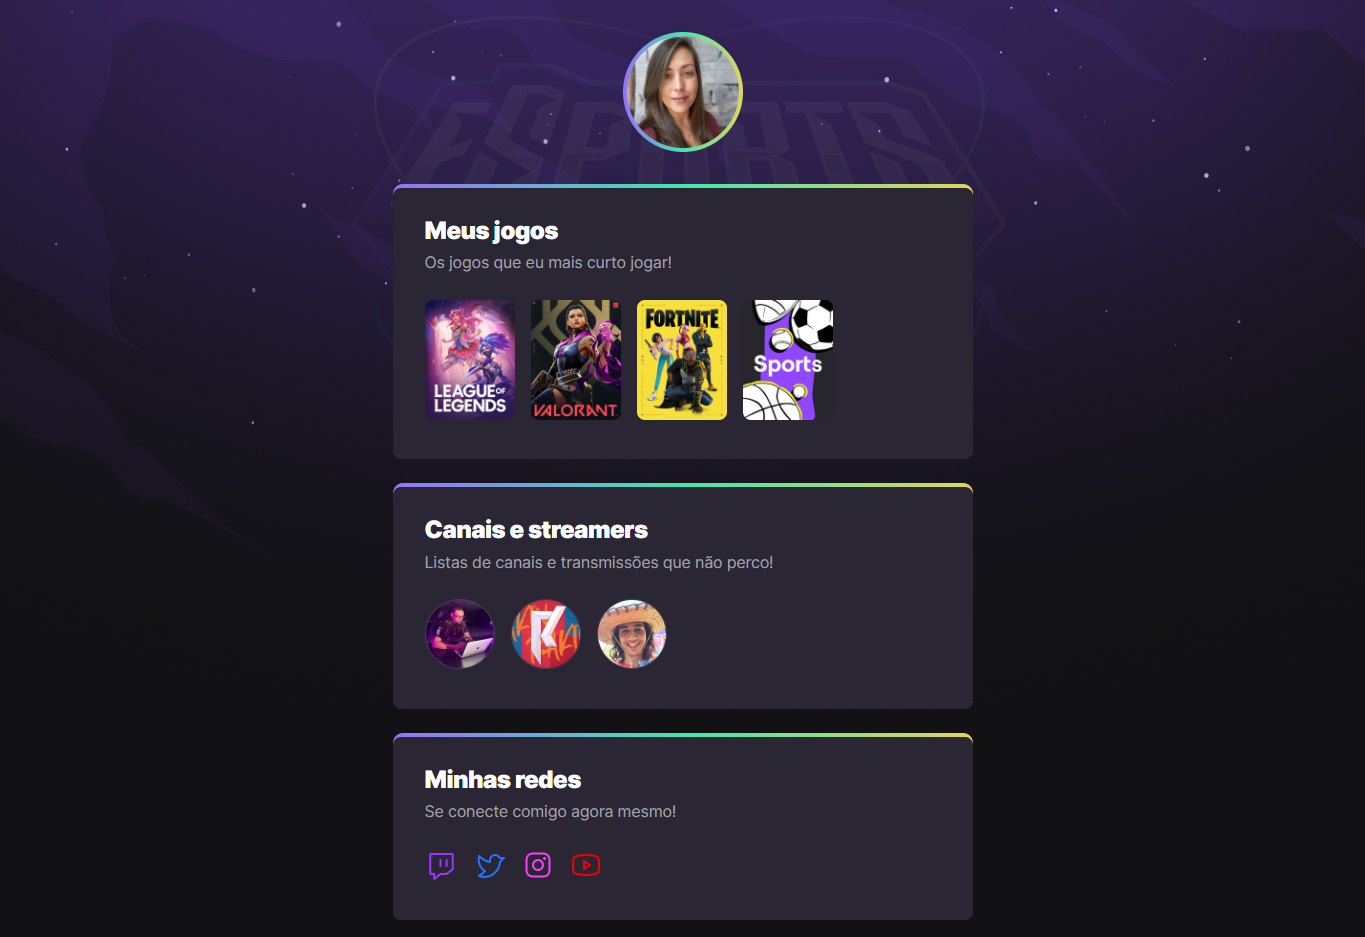 ESPORTS
Meus jogos
Os jogos que eu mais curto jogar!
LEAGUE OF
LEGENDS
VALORANT
FORTNITE
Sports
Canais e streamers
Listas de canais e transmissões que não perco!
Minhas redes
Se conecte comigo agora mesmo!